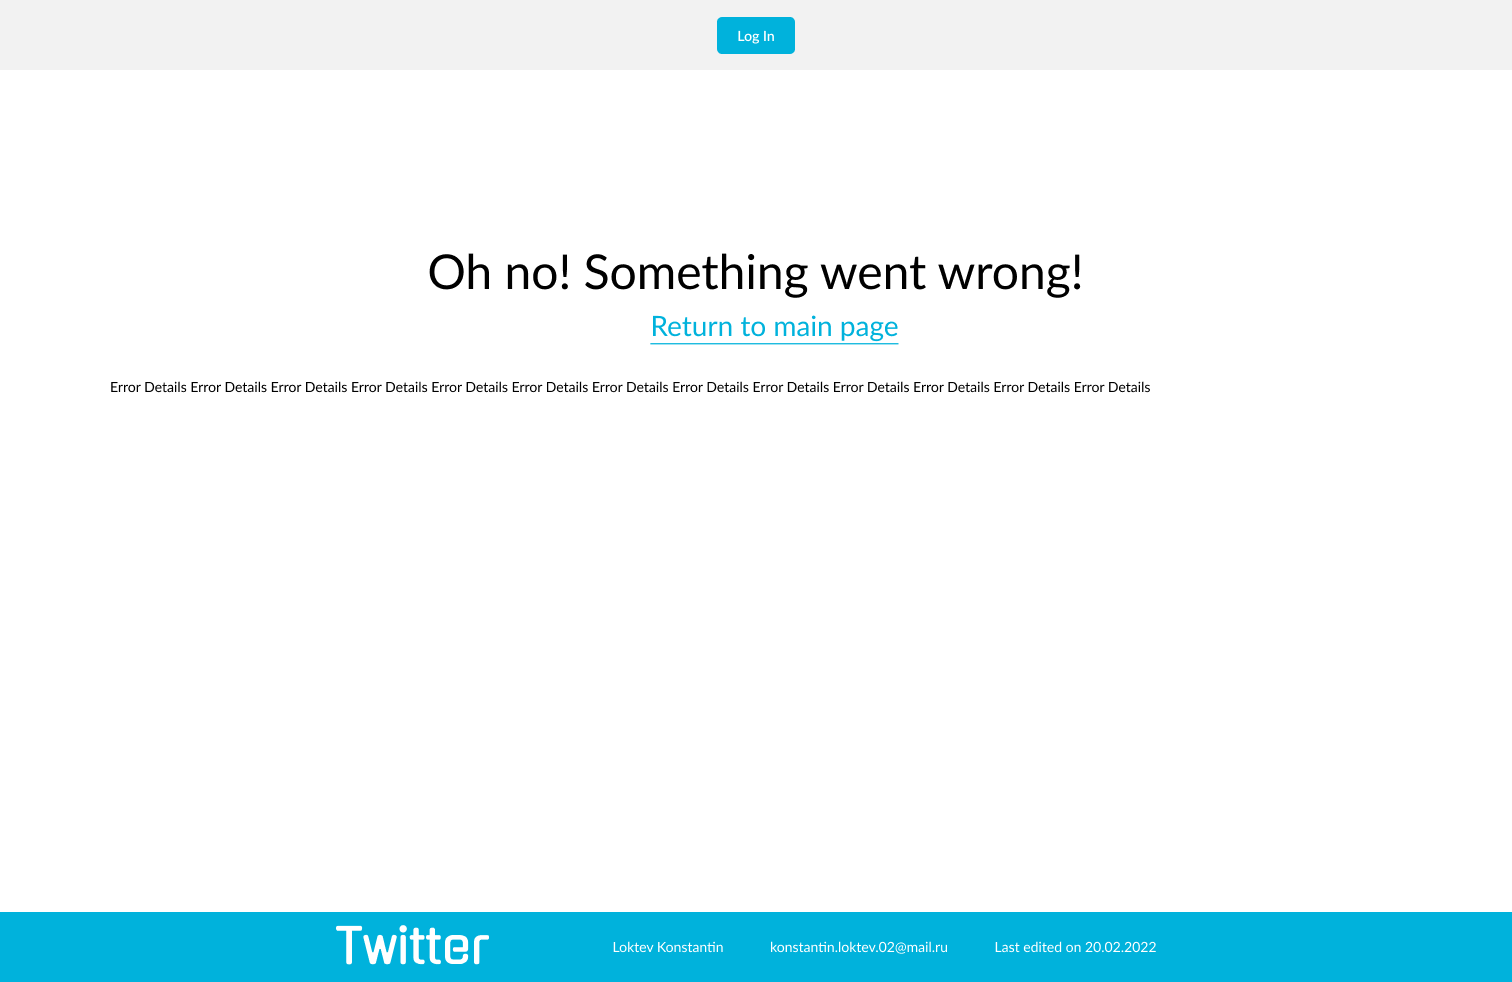 Log In
Oh no! Something went wrong!
Return to main page
Error Details Error Details Error Details Error Details Error Details Error Details Error Details Error Details Error Details Error Details Error Details Error Details Error Details
Twitter Loktev Konstantin konstantin.loktev.02@mail.ru Last edited on 20.02.2022